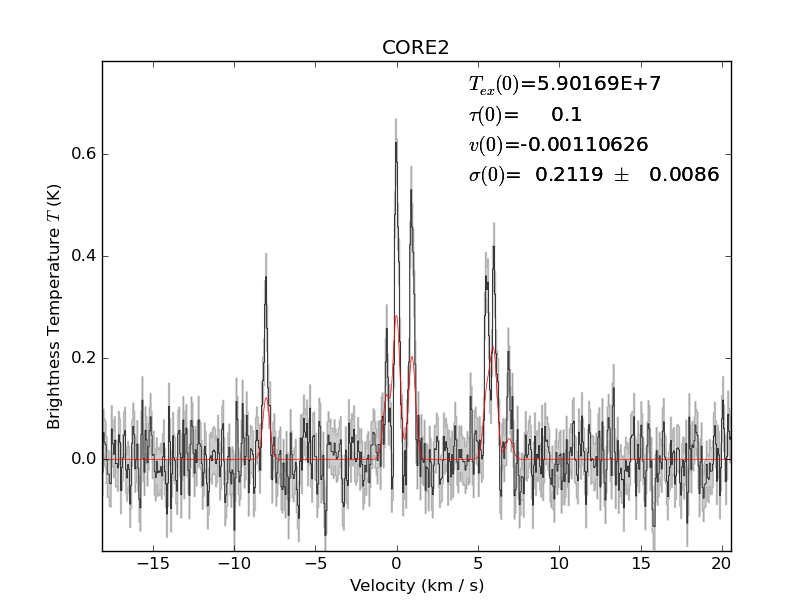 CORE2
T_ex(0)=5.90169E+7
τ(0)= 0.1
v(0)=-0.00110626
σ(0)= 0.2119 ± 0.0086
Brightness Temperature T (K)
0.6
0.4
0.2
0.0
−15 −10 −5 0 5 10 15 20
Velocity (km / s)